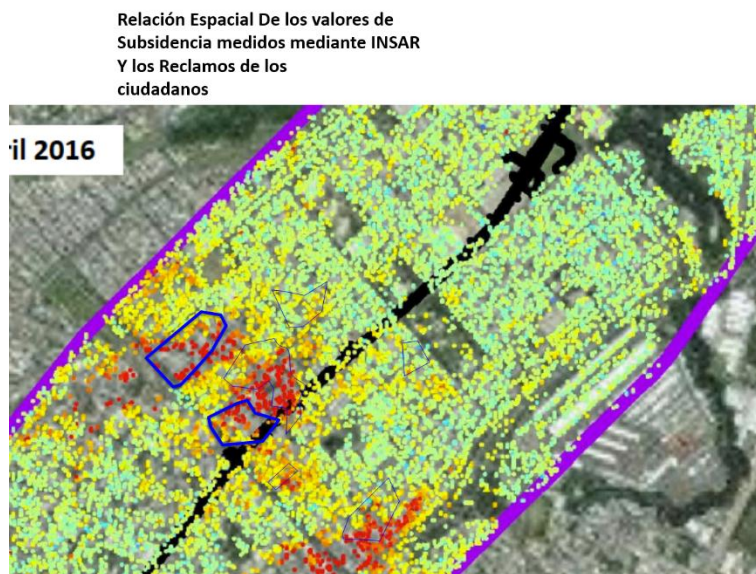 Relación Espacial De los valores de
Subsidencia medidos mediante INSAR
Y los Reclamos de los
ciudadanos
ril 2016